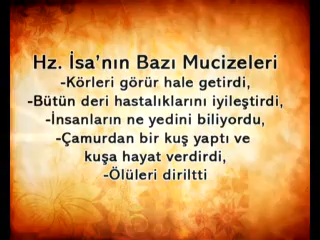 Hz. İsa'nın Bazı Mucizeleri
-Körleri görür hale getirdi,
-Bütün deri hastalıklarını iyileştirdi,
-İnsanların ne yedini biliyordu,
-Çamurdan bir kuş yaptı ve
kuşa hayat verdirdi,
-Ölüleri diriltti